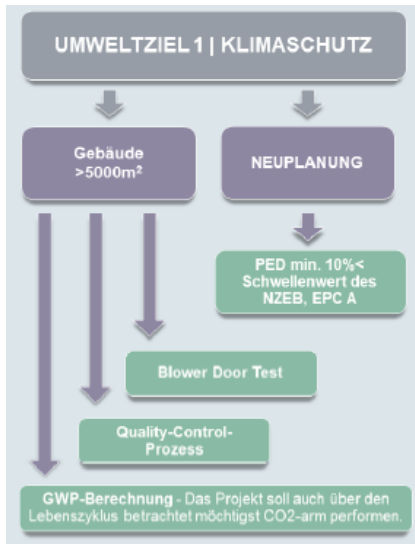 UMWELTZIEL 1 | KLIMASCHUTZ
Gebäude
>5000m²
NEUPLANUNG
PED min. 10%<
Schwellenwert des
NZEB, EPC A
Blower Door Test
Quality-Control-
Prozess
GWP-Berechnung - Das Projekt soll auch über den
Lebenszyklus betrachtet möchtigst CO2-arm performen.